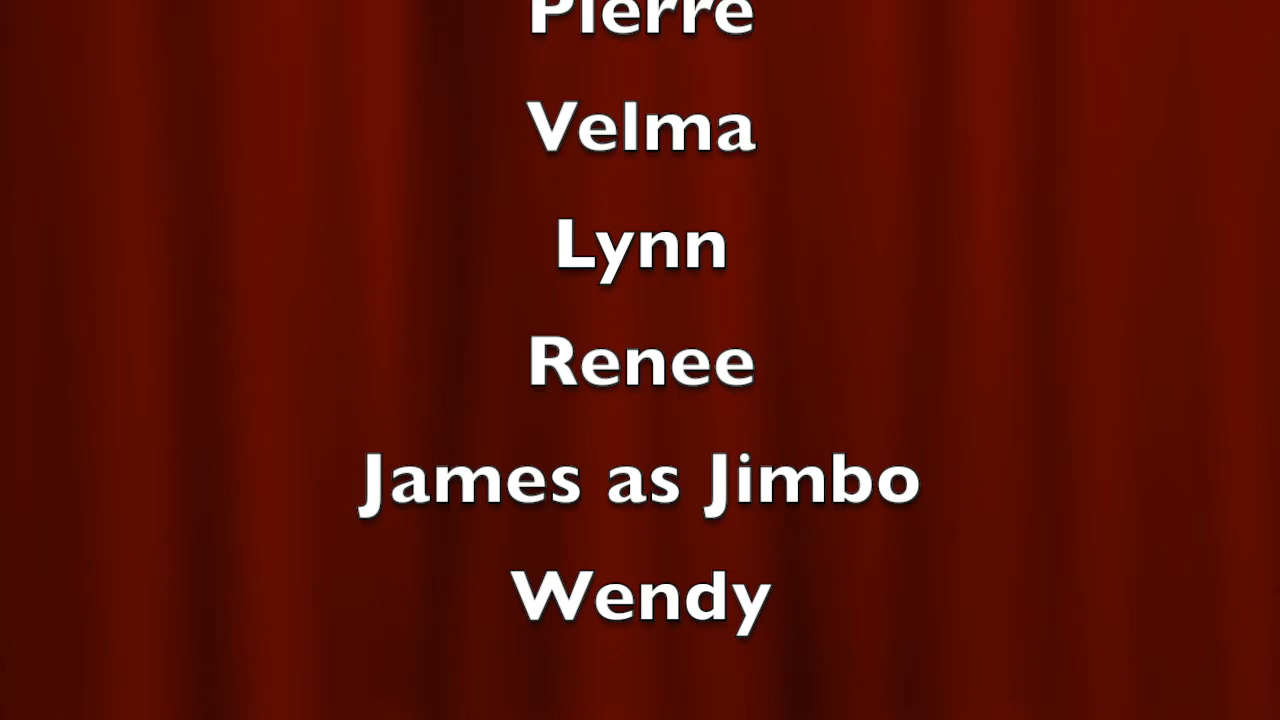 Pierre
Velma
Lynn
Renee
James as Jimbo
Wendy